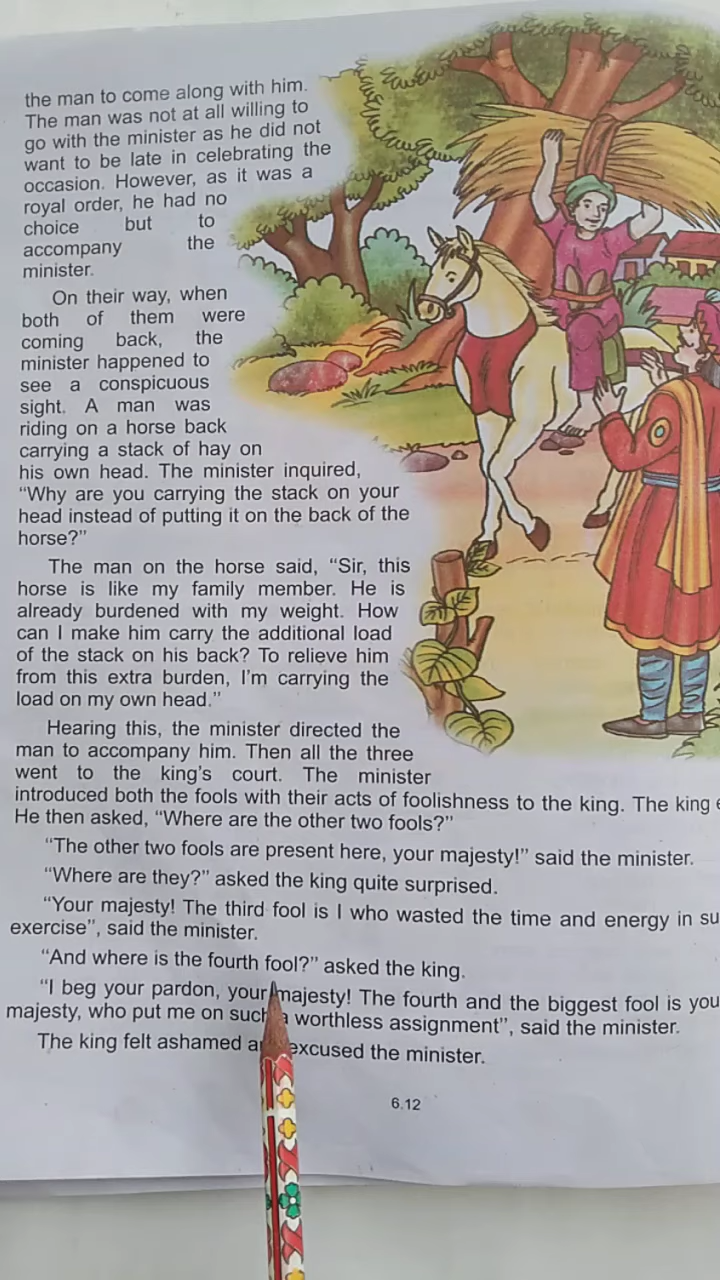 the man to come along with him.
The man was not at all willing to
go with the minister as he did not
want to be late in celebrating the
occasion. However, as it was a
royal order, he had no
choice but to
accompany the
minister.
On their way, when
both of them were
coming back, the
minister happened to
see a conspicuous
sight. A man was
riding on a horse back
carrying a stack of hay on
his own head. The minister inquired,
“Why are you carrying the stack on your
head instead of putting it on the back of the
horse?”
The man on the horse said, “Sir, this
horse is like my family member. He is
already burdened with my weight. How
can I make him carry the additional load
of the stack on his back? To relieve him
from this extra burden, I’m carrying the
load on my own head.”
Hearing this, the minister directed the
man to accompany him. Then all the three
went to the king’s court. The minister
introduced both the fools with their acts of foolishness to the king. The king
He then asked, “Where are the other two fools?”
“The other two fools are present here, your majesty!” said the minister.
“Where are they?” asked the king quite surprised.
“Your majesty! The third fool is I who wasted the time and energy in
exercise”, said the minister.
“And where is the fourth fool?” asked the king.
“I beg your pardon, your majesty! The fourth and the biggest fool is
majesty, who put me on such a worthless assignment”, said the minister.
The king felt ashamed excused the minister.
6.12